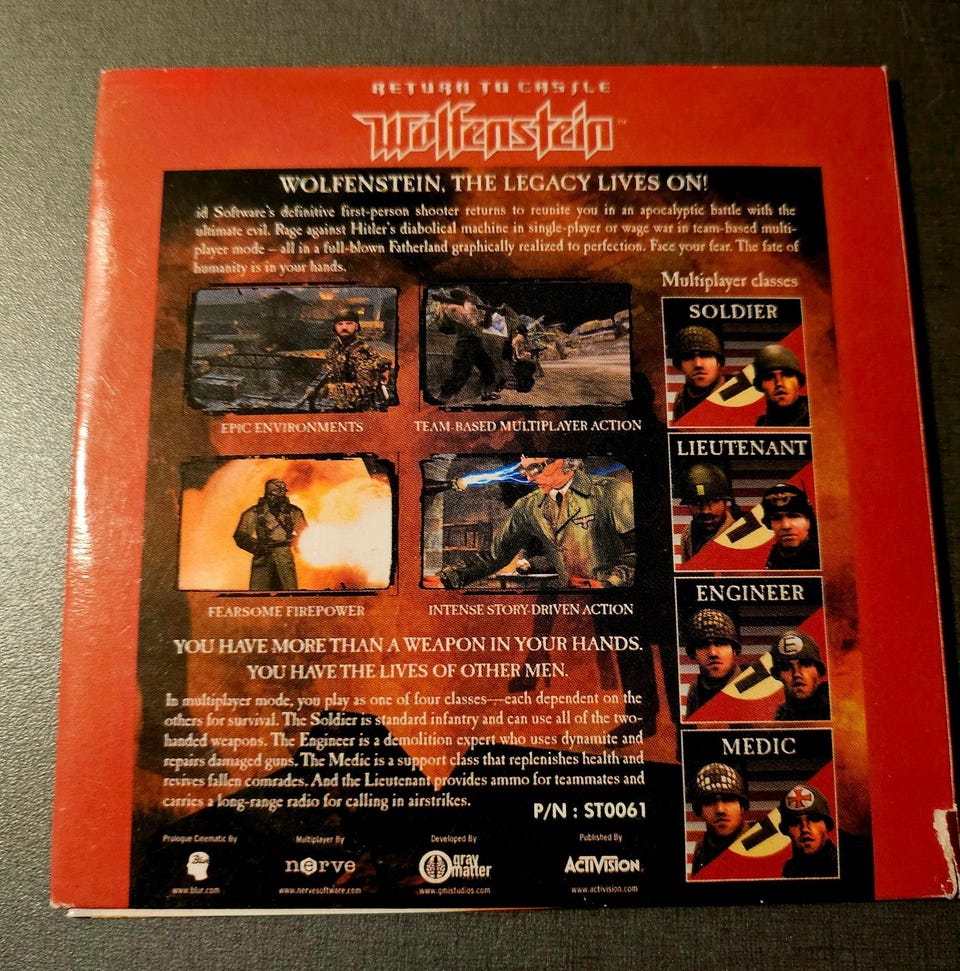 RETURN TO CASTLE
Wolfenstein™
WOLFENSTEIN, THE LEGACY LIVES ON!
id Software's definitive first-person shooter returns to reunite you in an apocalyptic battle with the
ultimate evil. Rage against Hitler's diabolical machine in single-player or wage war in team-based multi-
player mode – all in a full-blown Fatherland graphically realized to perfection. Face your fear. The fate of
humanity is in your hands.
Multiplayer classes
SOLDIER
EPIC ENVIRONMENTS
TEAM-BASED MULTIPLAYER ACTION
LIEUTENANT
FEARSOME FIREPOWER
INTENSE STORY-DRIVEN ACTION
ENGINEER
E
YOU HAVE MORE THAN A WEAPON IN YOUR HANDS.
YOU HAVE THE LIVES OF OTHER MEN.
In multiplayer mode, you play as one of four classes—each dependent on the
others for survival. The Soldier is standard infantry and can use all of the two-
handed weapons. The Engineer is a demolition expert who uses dynamite and
repairs damaged guns. The Medic is a support class that replenishes health and
revives fallen comrades. And the Lieutenant provides ammo for teammates and
carries a long-range radio for calling in airstrikes.
MEDIC
P/N : ST0061
Prologue Cinematic By
Multiplayer By
Developed By
Published By
Blur
nerve
gray
matter
ACTIVISION
www.blur.com
www.nervesoftware.com
www.gmistudios.com
www.activision.com